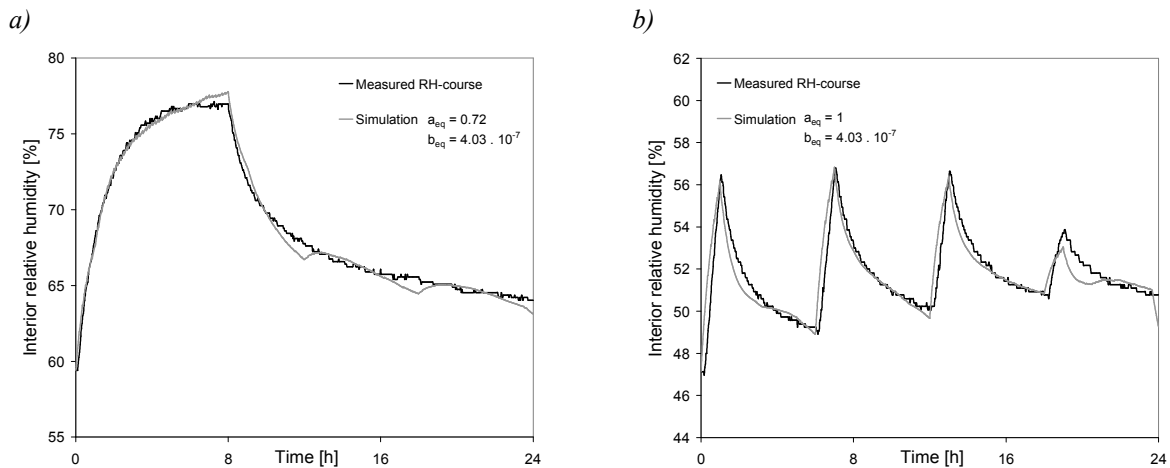 a)
80
75
70
65
60
55
Interior relative humidity [%]
Measured RH-course
Simulation a_eq = 0.72
b_eq = 4.03 . 10^-7
0 8 16 24
Time [h]
b)
62
60
58
56
54
52
50
48
46
44
Interior relative humidity [%]
Measured RH-course
Simulation a_eq = 1
b_eq = 4.03 . 10^-7
0 8 16 24
Time [h]